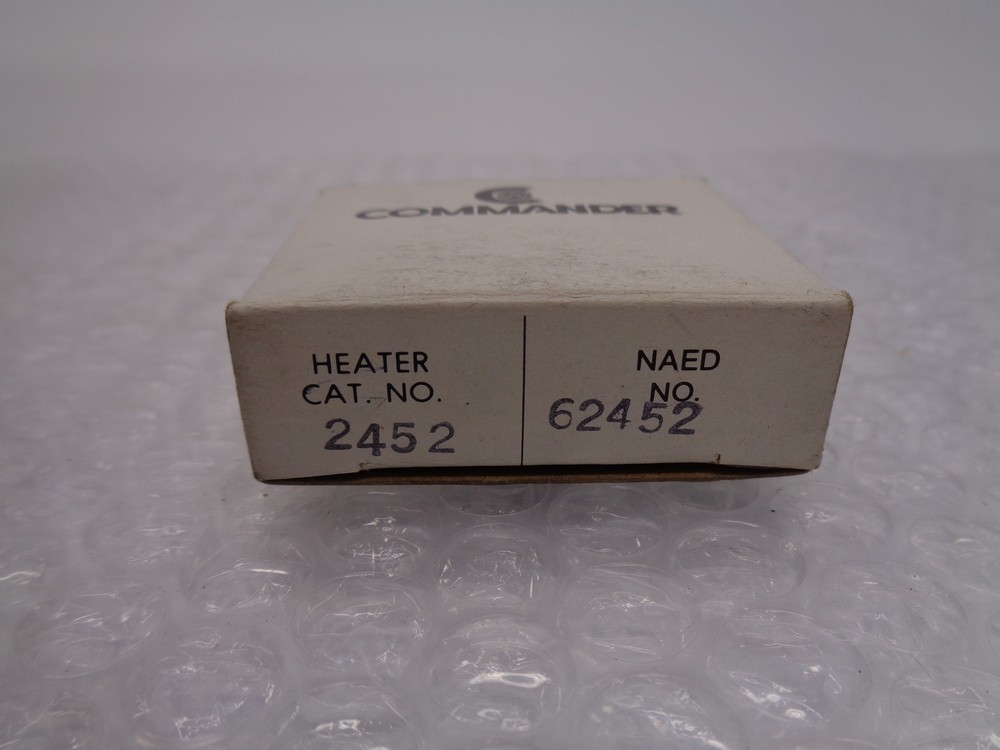 COMMANDER
HEATER
CAT. NO.
2452
NAED
NO.
62452